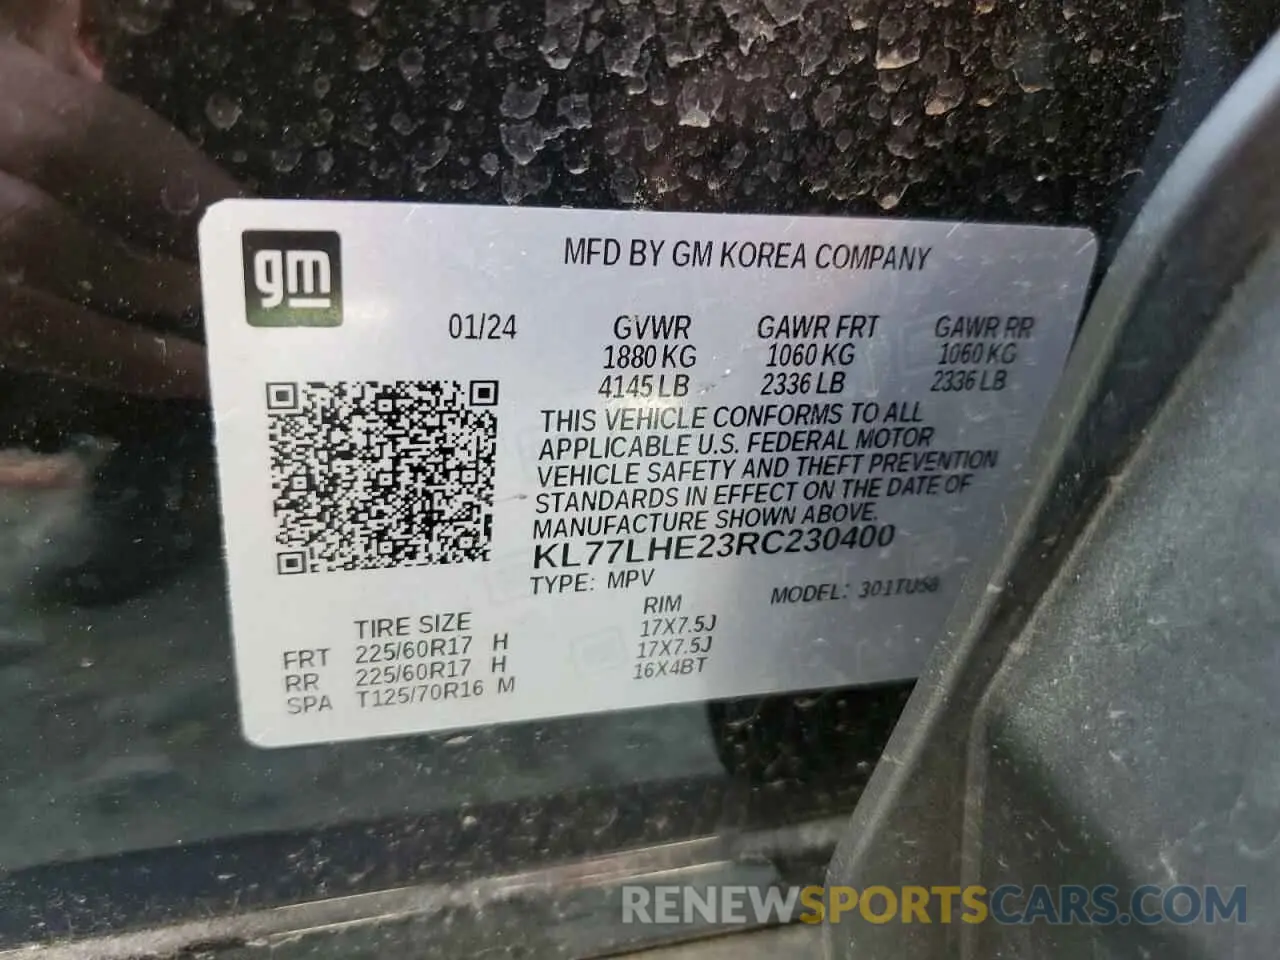 gm
MFD BY GM KOREA COMPANY
01/24 GVWR GAWR FRT GAWR RR
1880 KG 1060 KG 1060 KG
4145 LB 2336 LB 2336 LB
THIS VEHICLE CONFORMS TO ALL
APPLICABLE U.S. FEDERAL MOTOR
VEHICLE SAFETY AND THEFT PREVENTION
STANDARDS IN EFFECT ON THE DATE OF
MANUFACTURE SHOWN ABOVE.
KL77LHE23RC230400
TYPE: MPV MODEL: 301TUS8
TIRE SIZE RIM
FRT 225/60R17 H 17X7.5J
RR 225/60R17 H 17X7.5J
SPA T125/70R16 M 16X4BT
RENEWSPORTSCARS.COM